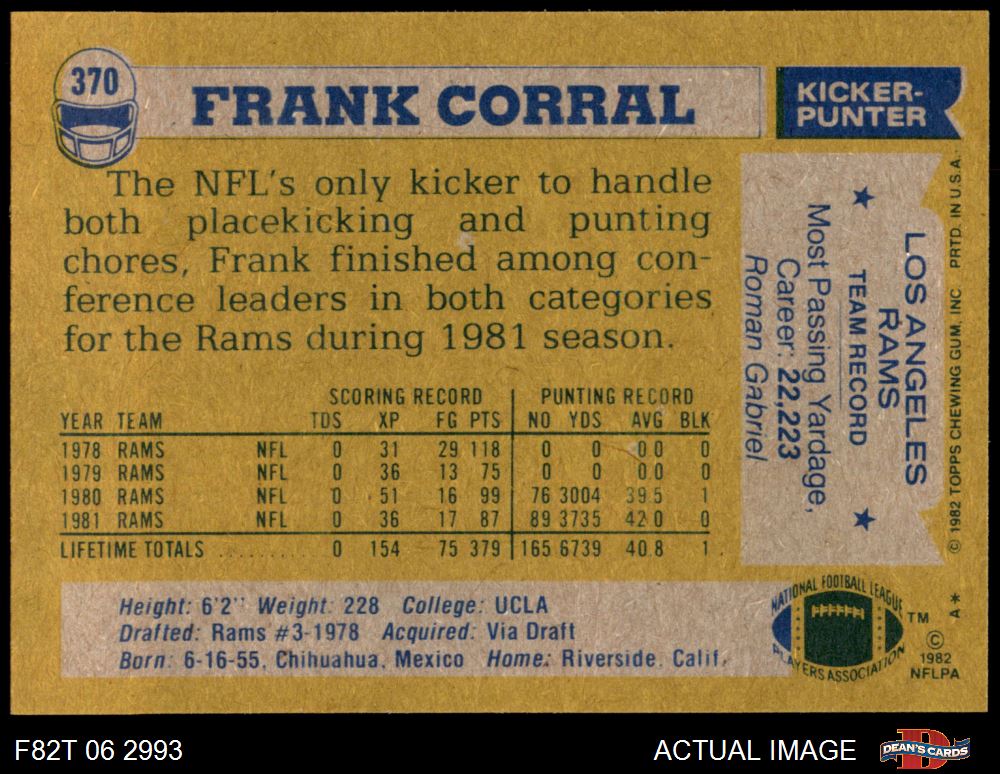 370
FRANK CORRAL
KICKER-
PUNTER
The NFL's only kicker to handle
both placekicking and punting
chores, Frank finished among con-
ference leaders in both categories
for the Rams during 1981 season.
SCORING RECORD PUNTING RECORD
YEAR TEAM TDS XP FG PTS NO YDS AVG BLK
1978 RAMS NFL 0 31 29 118 0 0 0.0 0
1979 RAMS NFL 0 36 13 75 0 0 0.0 0
1980 RAMS NFL 0 51 16 99 76 3004 39.5 1
1981 RAMS NFL 0 36 17 87 89 3735 42.0 0
LIFETIME TOTALS .......... 0 154 75 379 165 6739 40.8 1
Height: 6'2" Weight: 228 College: UCLA
Drafted: Rams #3-1978 Acquired: Via Draft
Born: 6-16-55, Chihuahua, Mexico Home: Riverside, Calif.
LOS ANGELES
RAMS
★ TEAM RECORD ★
Most Passing Yardage,
Career: 22,223
Roman Gabriel
© 1982 TOPPS CHEWING GUM, INC. PRTD. IN U.S.A.
A*
NATIONAL FOOTBALL LEAGUE
PLAYERS ASSOCIATION
TM
©
1982
NFLPA
F82T 06 2993
ACTUAL IMAGE
DEAN'S CARDS